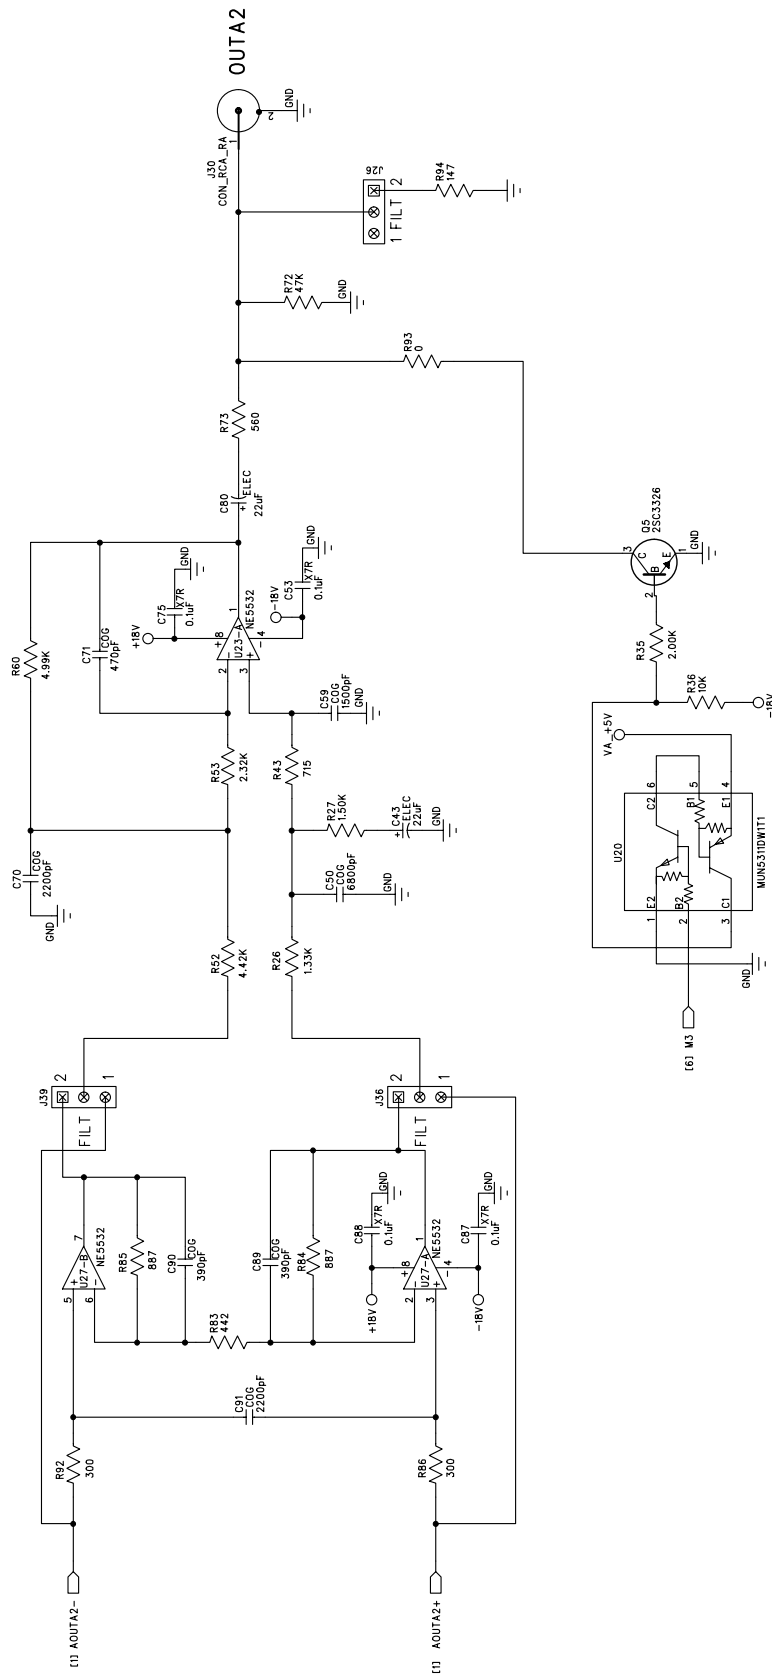 OUTA2
GND
2
1
J30
CON_RCA_RA
J26
1 FILT 2
R94
147
R72
47K
GND
R93
0
R73
560
C80
+
ELEC
22uF
R60
4.99K
C71
COG
470pF
C75
X7R
0.1uF
GND
+18V
+8
2
-
3
+
U23-A
1
NE5532
-4
-18V
C53
X7R
0.1uF
GND
C59
COG
1500pF
GND
R53
2.32K
R43
715
R27
1.50K
+
C43
ELEC
22uF
GND
C50
COG
6800pF
GND
C70
COG
2200pF
GND
R52
4.42K
R26
1.33K
Q5
2SC3326
3
C
B
E
2
1
GND
R35
2.00K
R36
10K
-18V
VA_+5V
U20
MUN5311DW1T1
C2
6
B1
5
E1
4
E2
1
B2
2
C1
3
GND
[6] M3
J39
2
1
FILT
J36
2
1
FILT
5
+
6
-
U27-B
7
NE5532
R85
887
C90
COG
390pF
R83
442
C89
COG
390pF
R84
887
C88
X7R
0.1uF
GND
+18V
+8
2
-
3
+
U27-A
1
NE5532
-4
-18V
C87
X7R
0.1uF
GND
C91
COG
2200pF
R92
300
R86
300
[1] AOUTA2-
[1] AOUTA2+